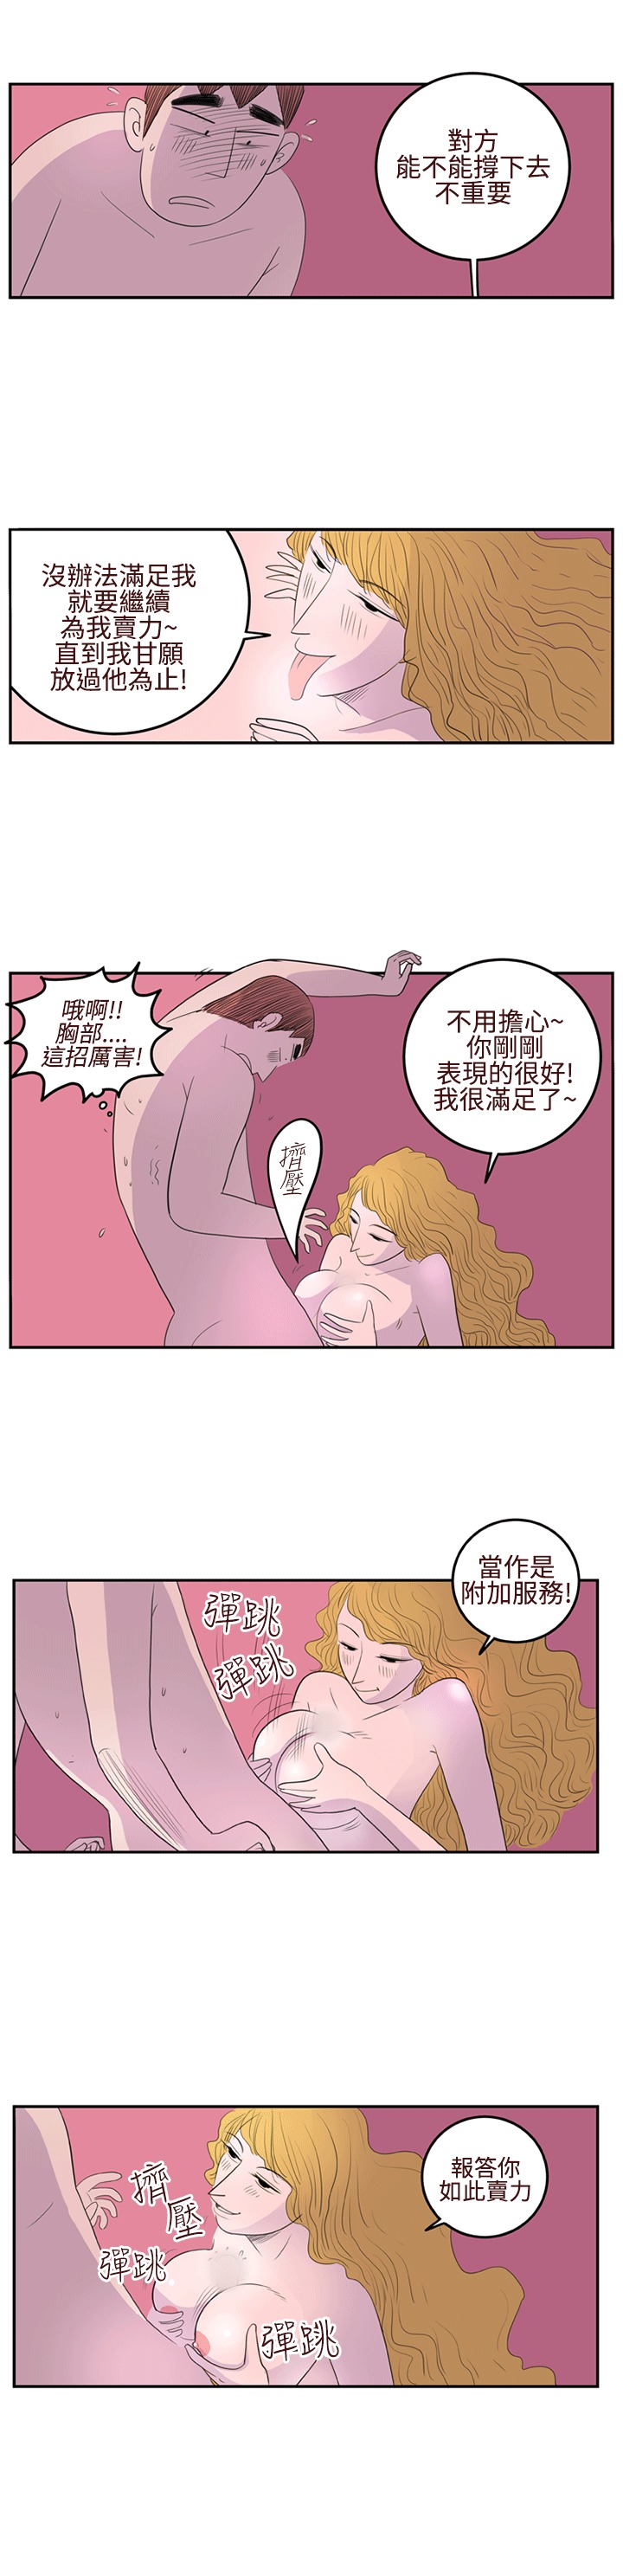 對方
能不能撐下去
不重要
沒辦法滿足我
就要繼續
為我賣力~
直到我甘願
放過他為止!
哦啊!!
胸部....
這招厲害!
不用擔心~
你剛剛
表現的很好!
我很滿足了~
擠壓
當作是
附加服務!
彈跳
彈跳
報答你
如此賣力
擠壓
彈跳
彈跳